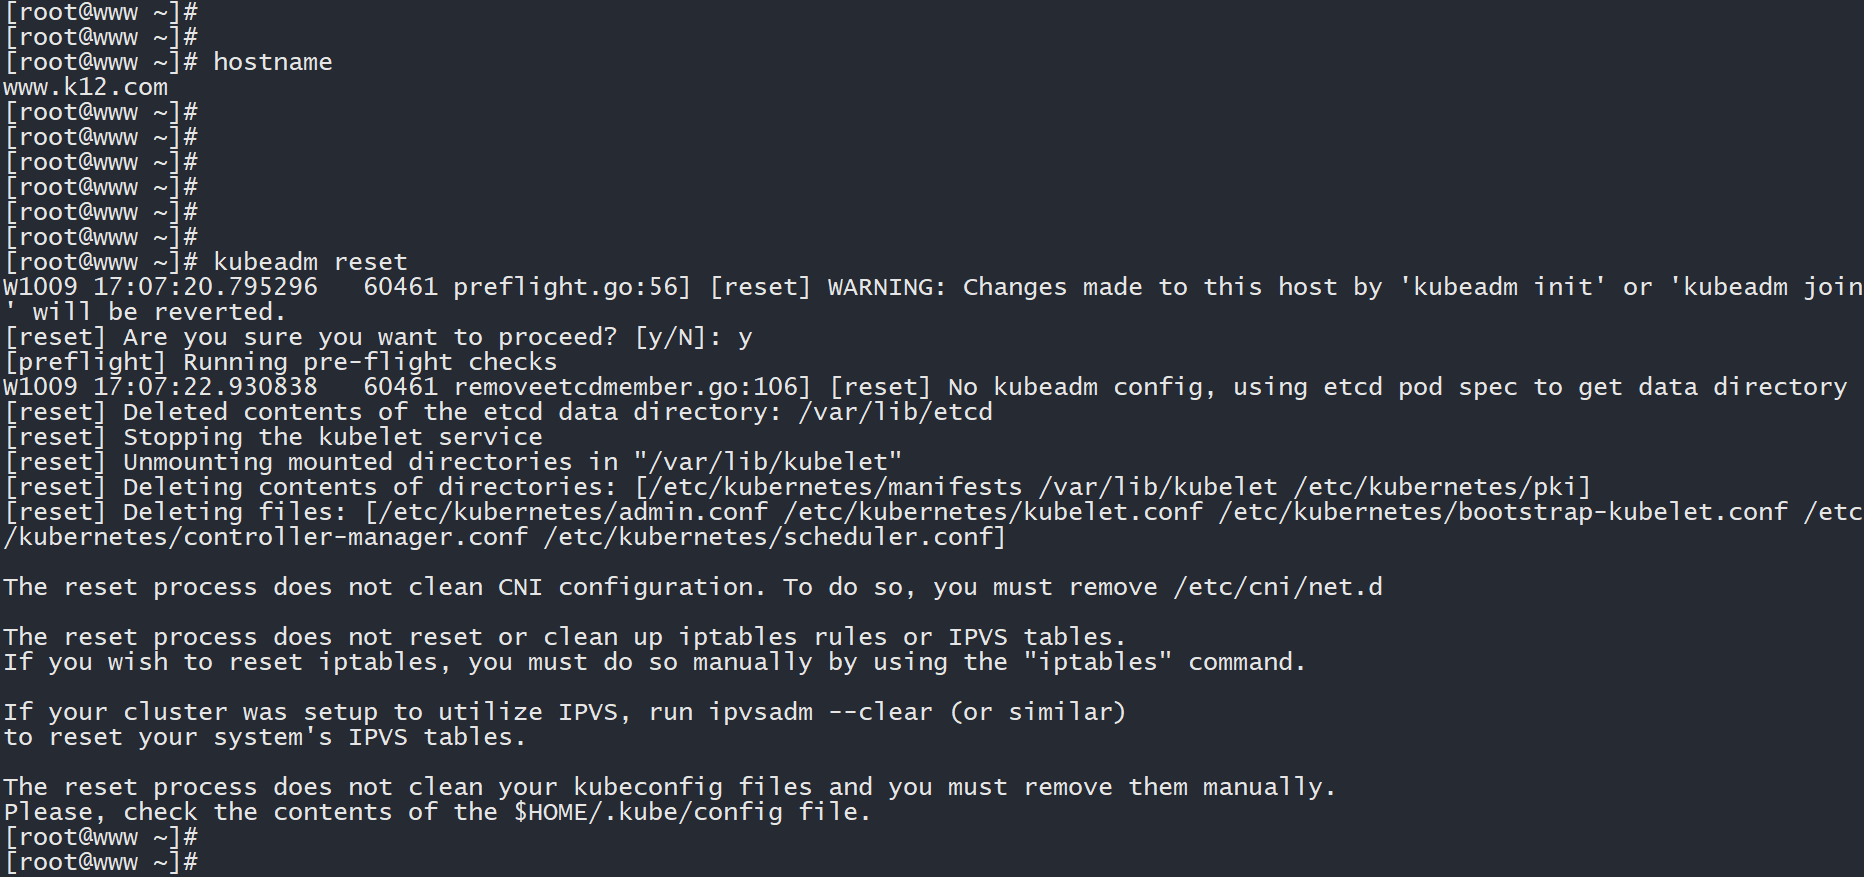 [root@www ~]#
[root@www ~]#
[root@www ~]# hostname
www.k12.com
[root@www ~]#
[root@www ~]#
[root@www ~]#
[root@www ~]#
[root@www ~]#
[root@www ~]#
[root@www ~]# kubeadm reset
W1009 17:07:20.795296   60461 preflight.go:56] [reset] WARNING: Changes made to this host by 'kubeadm init' or 'kubeadm join
' will be reverted.
[reset] Are you sure you want to proceed? [y/N]: y
[preflight] Running pre-flight checks
W1009 17:07:22.930838   60461 removeetcdmember.go:106] [reset] No kubeadm config, using etcd pod spec to get data directory
[reset] Deleted contents of the etcd data directory: /var/lib/etcd
[reset] Stopping the kubelet service
[reset] Unmounting mounted directories in "/var/lib/kubelet"
[reset] Deleting contents of directories: [/etc/kubernetes/manifests /var/lib/kubelet /etc/kubernetes/pki]
[reset] Deleting files: [/etc/kubernetes/admin.conf /etc/kubernetes/kubelet.conf /etc/kubernetes/bootstrap-kubelet.conf /etc
/kubernetes/controller-manager.conf /etc/kubernetes/scheduler.conf]

The reset process does not clean CNI configuration. To do so, you must remove /etc/cni/net.d

The reset process does not reset or clean up iptables rules or IPVS tables.
If you wish to reset iptables, you must do so manually by using the "iptables" command.

If your cluster was setup to utilize IPVS, run ipvsadm --clear (or similar)
to reset your system's IPVS tables.

The reset process does not clean your kubeconfig files and you must remove them manually.
Please, check the contents of the $HOME/.kube/config file.
[root@www ~]#
[root@www ~]#